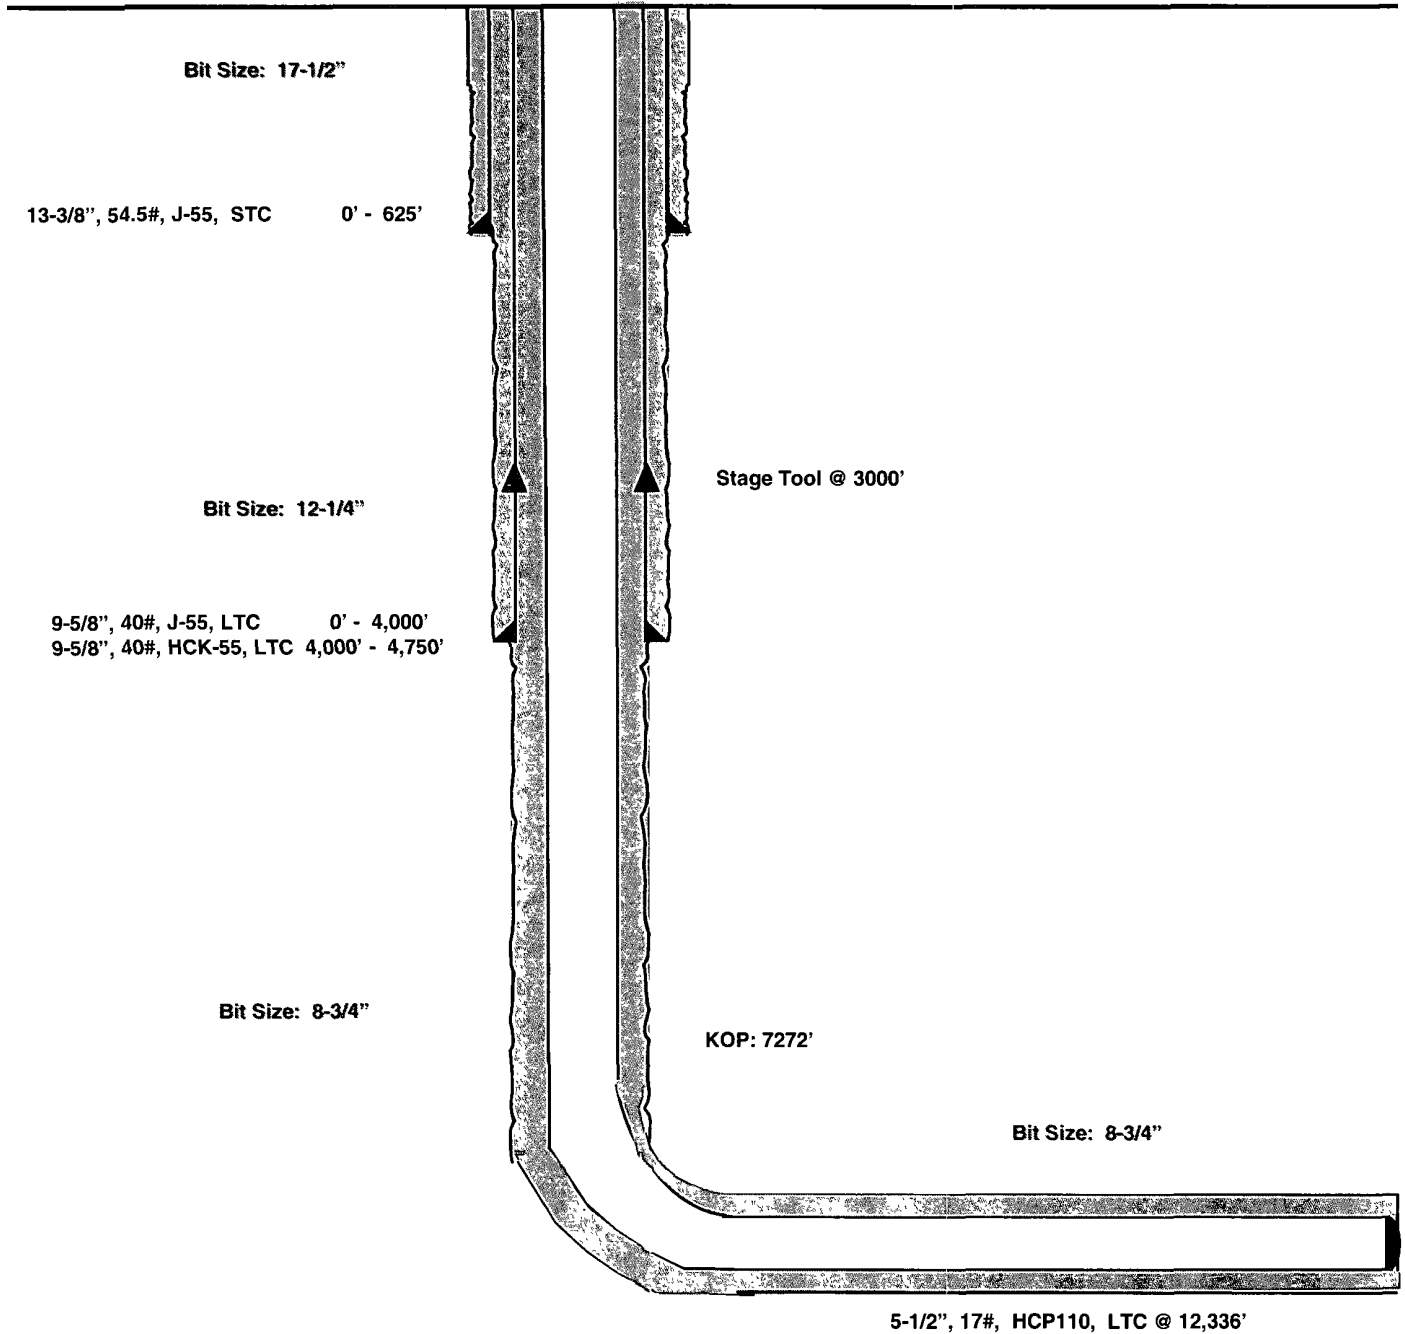 Bit Size: 17-1/2”
13-3/8”, 54.5#, J-55, STC 0’ - 625’
Stage Tool @ 3000’
Bit Size: 12-1/4”
9-5/8”, 40#, J-55, LTC 0’ - 4,000’
9-5/8”, 40#, HCK-55, LTC 4,000’ - 4,750’
Bit Size: 8-3/4”
KOP: 7272’
Bit Size: 8-3/4”
5-1/2”, 17#, HCP110, LTC @ 12,336’